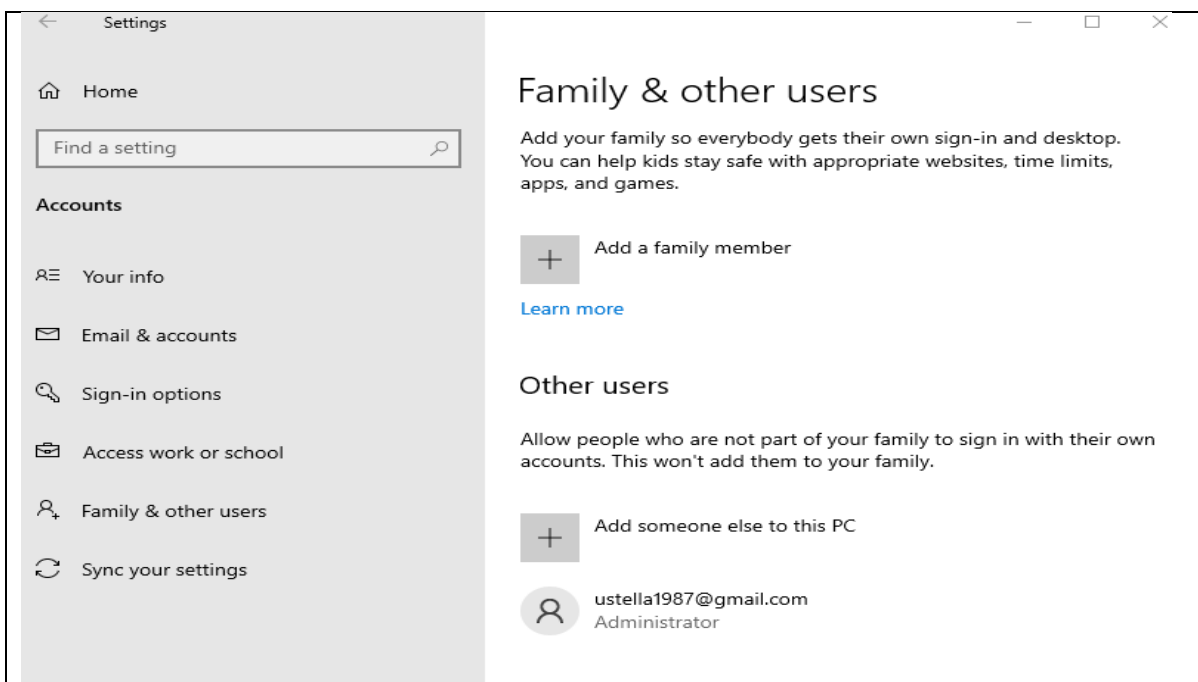 Settings
Home
Find a setting
Accounts
Your info
Email & accounts
Sign-in options
Access work or school
Family & other users
Sync your settings
Family & other users
Add your family so everybody gets their own sign-in and desktop.
You can help kids stay safe with appropriate websites, time limits,
apps, and games.
Add a family member
Learn more
Other users
Allow people who are not part of your family to sign in with their own
accounts. This won't add them to your family.
Add someone else to this PC
ustella1987@gmail.com
Administrator